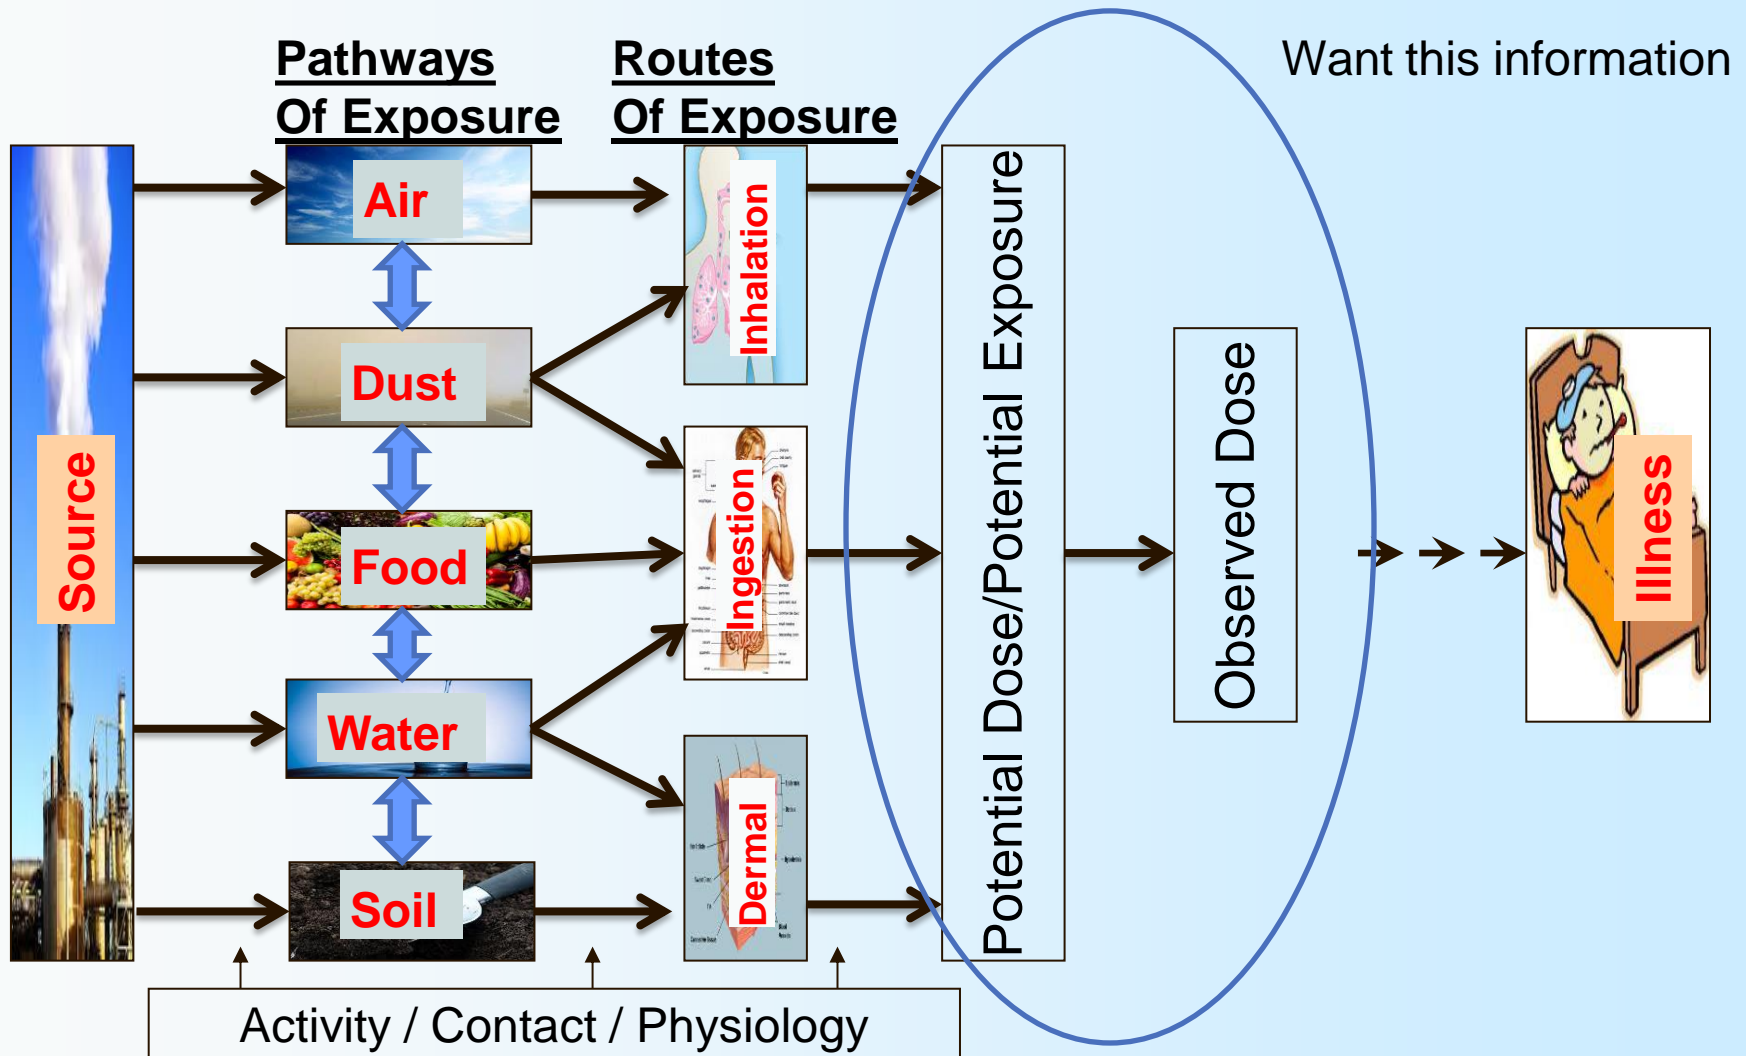 Pathways
Of Exposure
Routes
Of Exposure
Want this information
Source
Air
Dust
Food
Water
Soil
Inhalation
Ingestion
Dermal
Potential Dose/Potential Exposure
Observed Dose
Illness
Activity / Contact / Physiology